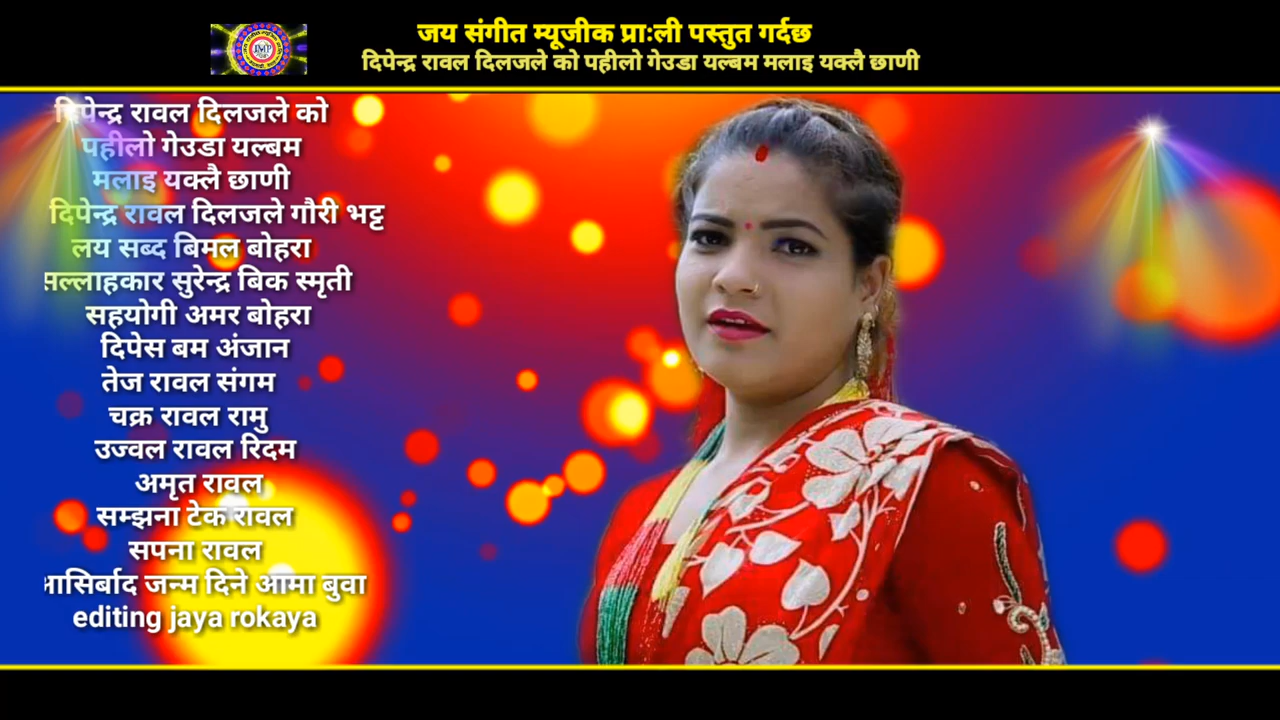 जय संगीत म्यूजीक प्राःली पस्तुत गर्दछ
दिपेन्द्र रावल दिलजले को पहीलो गेउडा यल्बम मलाइ यक्लै छाणी
JMP
दिपेन्द्र रावल दिलजले को
पहीलो गेउडा यल्बम
मलाइ यक्लै छाणी
दिपेन्द्र रावल दिलजले गौरी भट्ट
लय सब्द बिमल बोहरा
सल्लाहकार सुरेन्द्र बिक स्मृती
सहयोगी अमर बोहरा
दिपेस बम अंजान
तेज रावल संगम
चक्र रावल रामु
उज्वल रावल रिदम
अमृत रावल
सम्झना टेक रावल
सपना रावल
आसिर्बाद जन्म दिने आमा बुवा
editing jaya rokaya